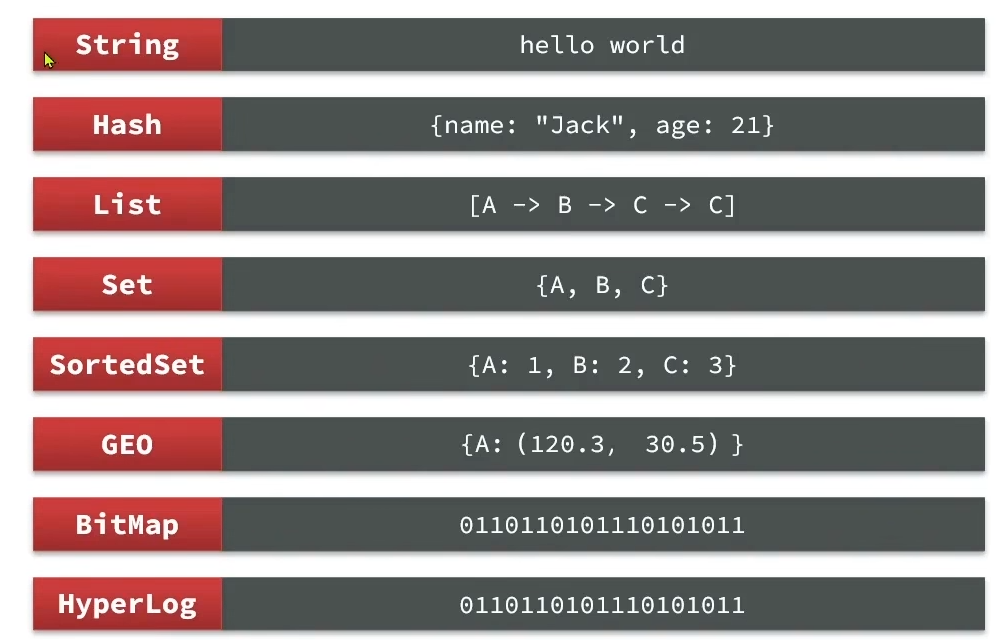 String hello world
Hash {name: "Jack", age: 21}
List [A -> B -> C -> C]
Set {A, B, C}
SortedSet {A: 1, B: 2, C: 3}
GEO {A: (120.3, 30.5) }
BitMap 0110110101110101011
HyperLog 0110110101110101011